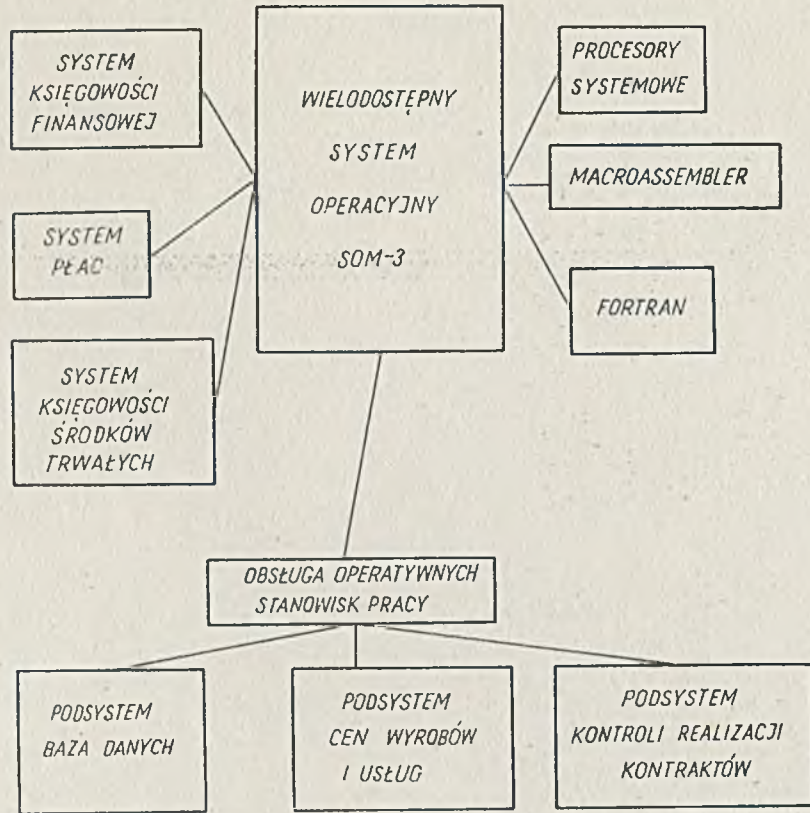 SYSTEM
KSIĘGOWOŚCI
FINANSOWEJ
SYSTEM
PŁAC
SYSTEM
KSIĘGOWOŚCI
ŚRODKÓW
TRWAŁYCH
WIELODOSTĘPNY
SYSTEM
OPERACYJNY
SOM-3
PROCESORY
SYSTEMOWE
MACROASSEMBLER
FORTRAN
OBSŁUGA OPERATYWNYCH
STANOWISK PRACY
PODSYSTEM
BAZA DANYCH
PODSYSTEM
CEN WYROBÓW
I USŁUG
PODSYSTEM
KONTROLI REALIZACJI
KONTRAKTÓW